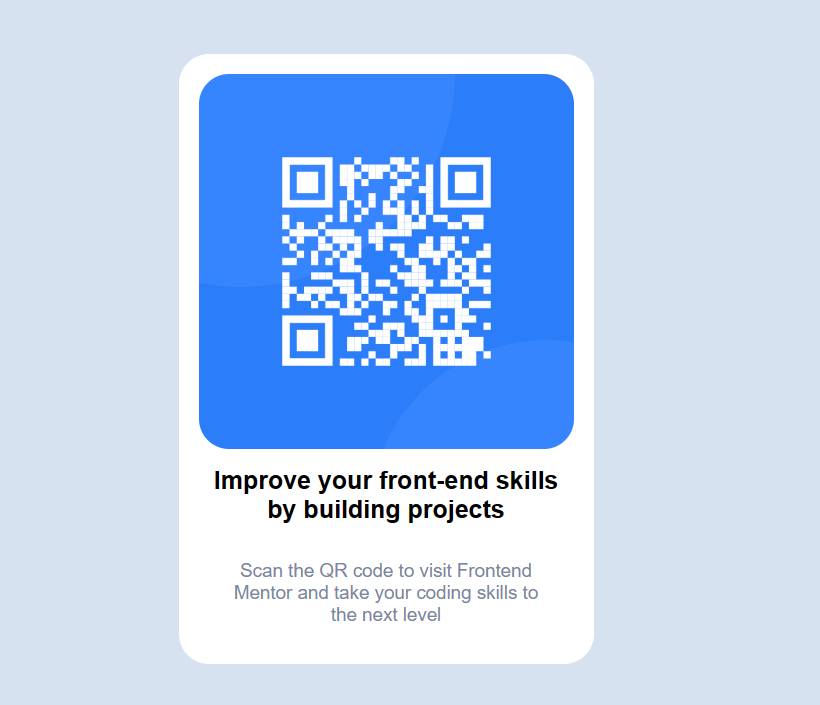 Improve your front-end skills
by building projects
Scan the QR code to visit Frontend
Mentor and take your coding skills to
the next level